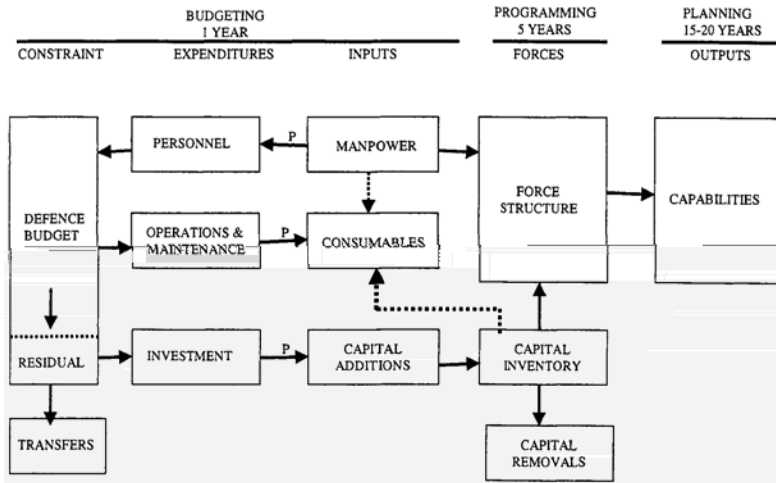 BUDGETING
1 YEAR
PROGRAMMING
5 YEARS
PLANNING
15-20 YEARS
CONSTRAINT
EXPENDITURES
INPUTS
FORCES
OUTPUTS
PERSONNEL
P
MANPOWER
DEFENCE
BUDGET
OPERATIONS &
MAINTENANCE
P
CONSUMABLES
FORCE
STRUCTURE
CAPABILITIES
RESIDUAL
INVESTMENT
P
CAPITAL
ADDITIONS
CAPITAL
INVENTORY
TRANSFERS
CAPITAL
REMOVALS